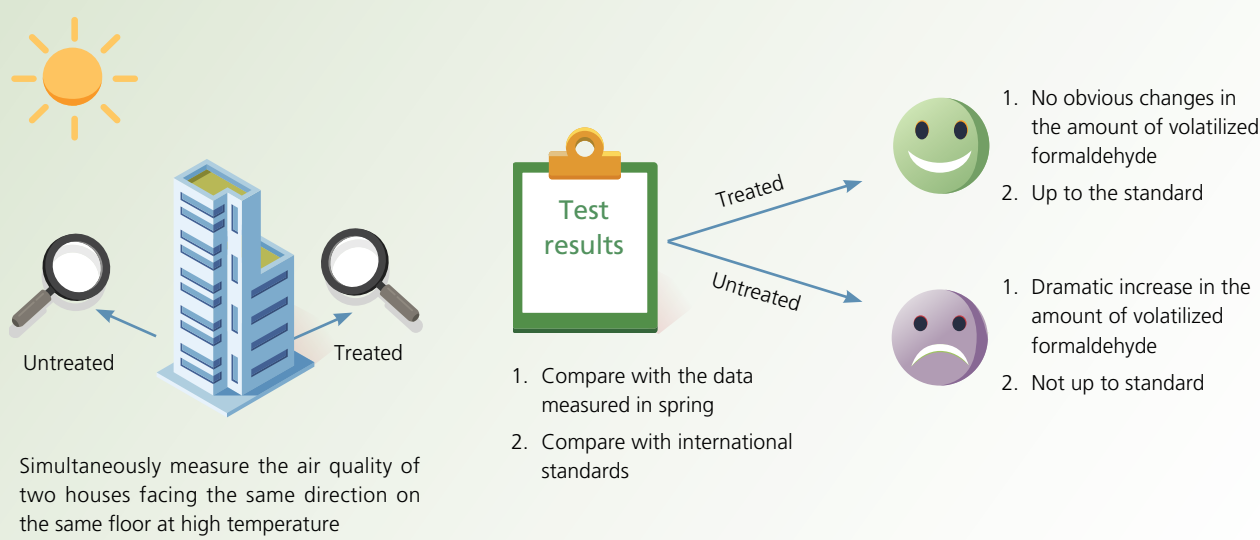 Untreated
Treated
Simultaneously measure the air quality of
two houses facing the same direction on
the same floor at high temperature
Test
results
1. Compare with the data
measured in spring
2. Compare with international
standards
Treated
Untreated
1. No obvious changes in
the amount of volatilized
formaldehyde
2. Up to the standard
1. Dramatic increase in the
amount of volatilized
formaldehyde
2. Not up to standard